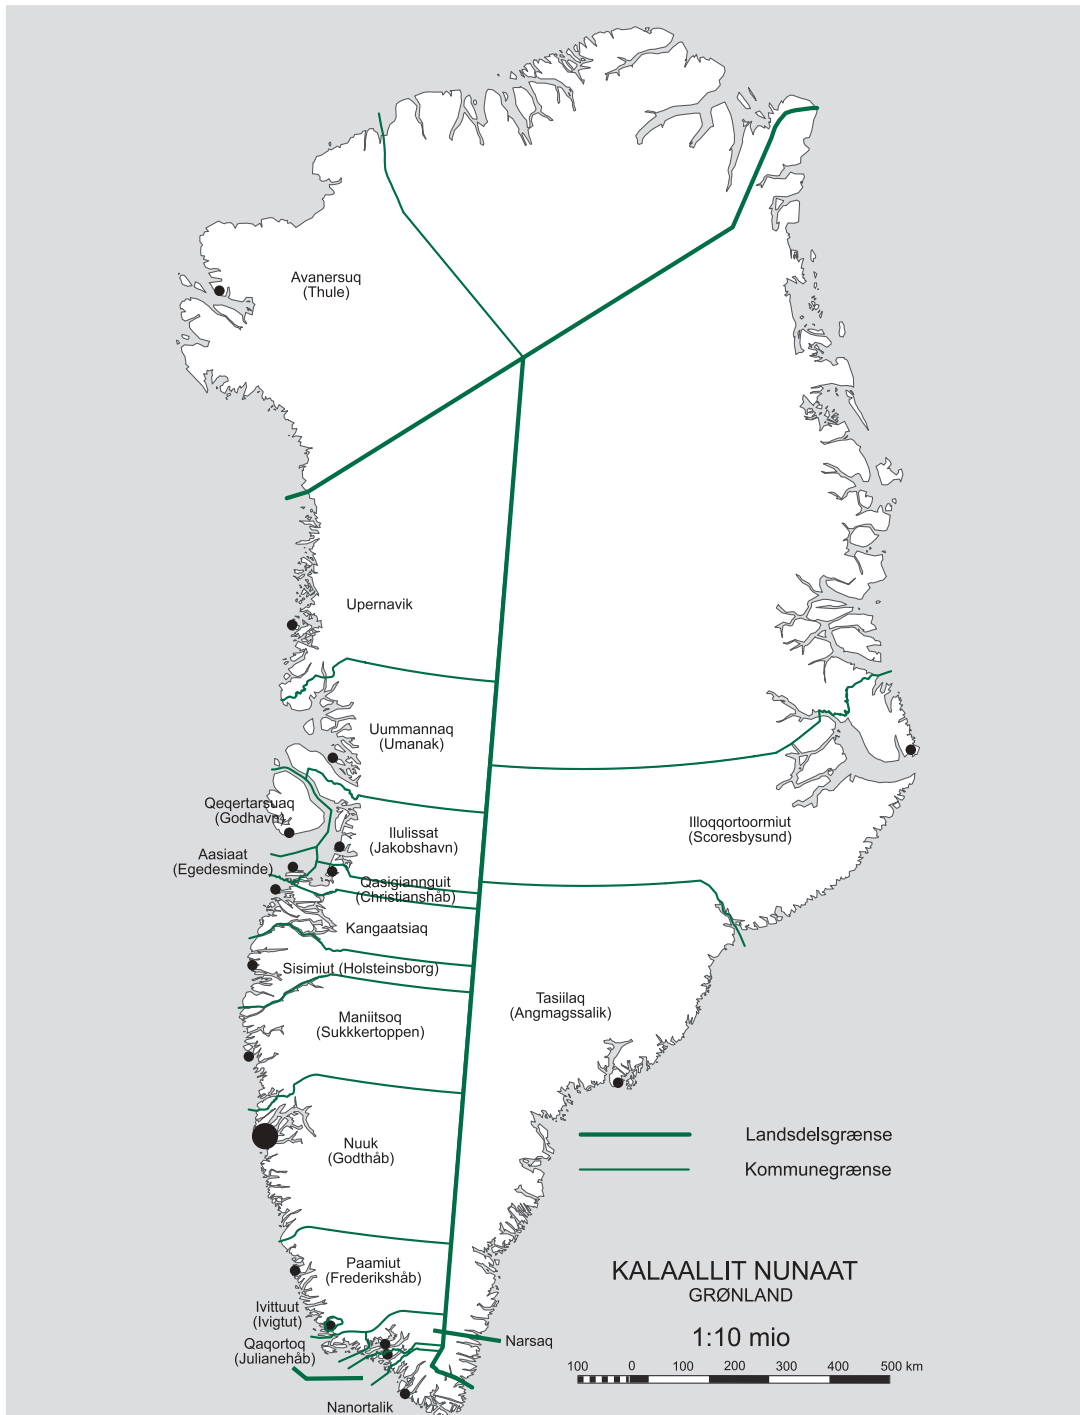 Avanersuq
(Thule)
Upernavik
Uummannaq
(Umanak)
Qeqertarsuaq
(Godhavn)
Ilulissat
(Jakobshavn)
Illoqqortoormiut
(Scoresbysund)
Aasiaat
(Egedesminde)
Qasigiannguit
(Christianshåb)
Kangaatsiaq
Sisimiut (Holsteinsborg)
Maniitsoq
(Sukkkertoppen)
Tasiilaq
(Angmagssalik)
Nuuk
(Godthåb)
Landsdelsgrænse
Kommunegrænse
Paamiut
(Frederikshåb)
KALAALLIT NUNAAT
GRØNLAND
Ivittuut
(Ivigtut)
Qaqortoq
(Julianehåb)
Narsaq
1:10 mio
100 0 100 200 300 400 500 km
Nanortalik